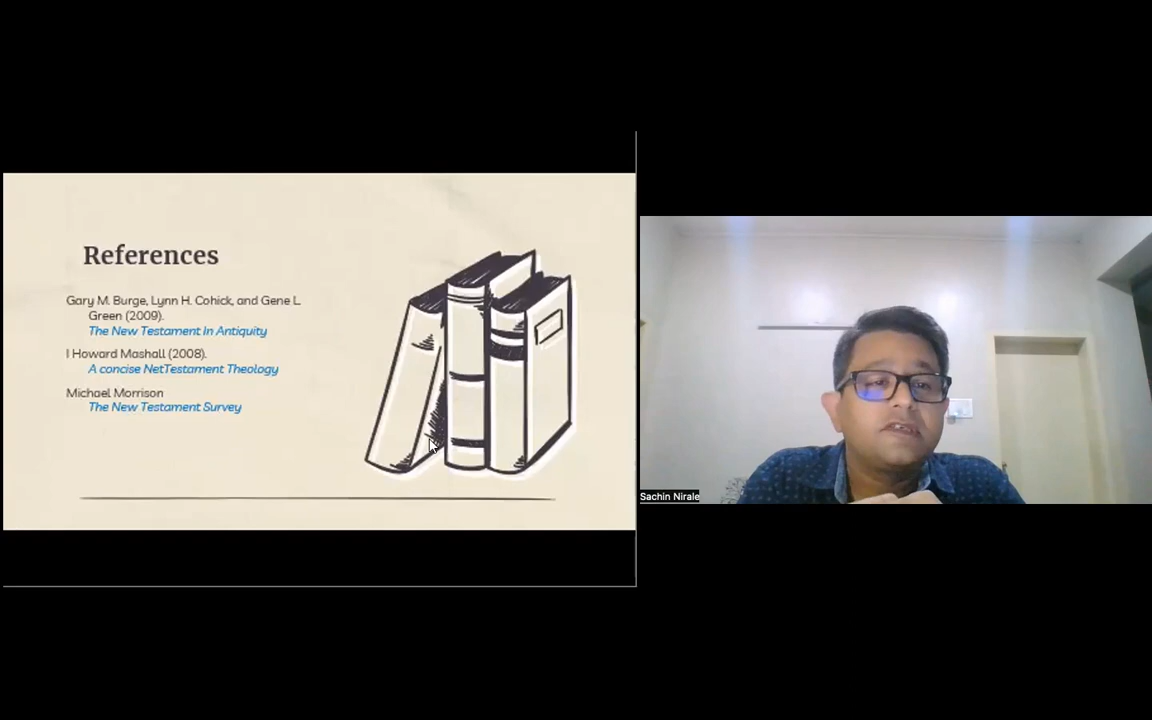 References
Gary M. Burge, Lynn H. Cohick, and Gene L.
Green (2009).
The New Testament In Antiquity
I Howard Mashall (2008).
A concise NetTestament Theology
Michael Morrison
The New Testament Survey
Sachin Nirale